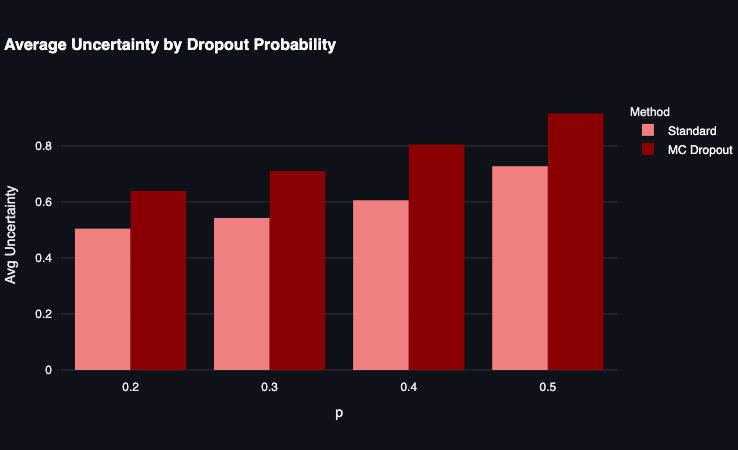 Average Uncertainty by Dropout Probability
Method
Standard
MC Dropout
Avg Uncertainty
0.8
0.6
0.4
0.2
0
0.2
0.3
0.4
0.5
p